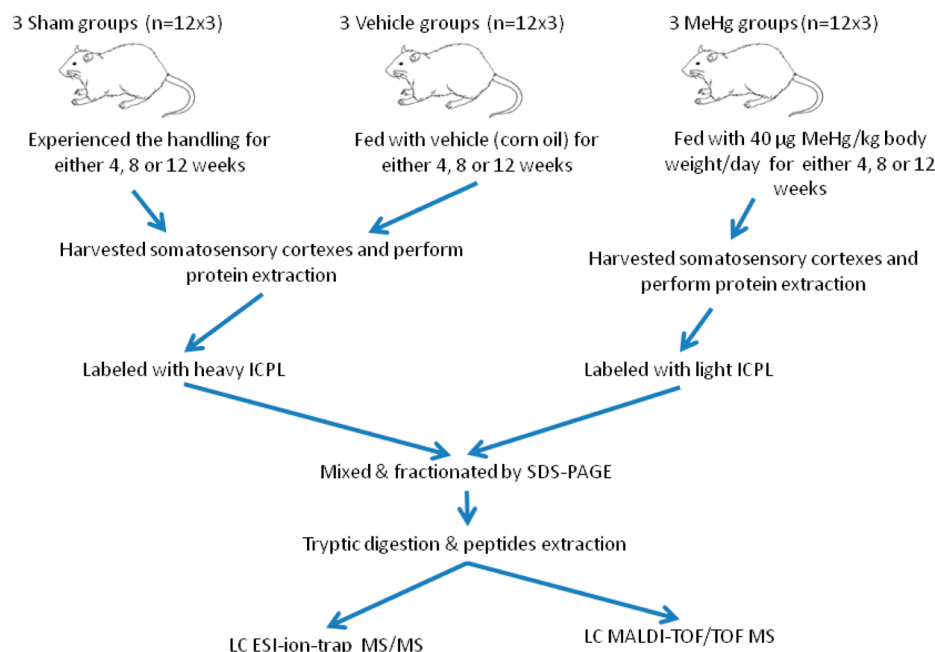 3 Sham groups (n=12x3)
3 Vehicle groups (n=12x3)
3 MeHg groups (n=12x3)
Experienced the handling for
either 4, 8 or 12 weeks
Fed with vehicle (corn oil) for
either 4, 8 or 12 weeks
Fed with 40 µg MeHg/kg body
weight/day for either 4, 8 or 12
weeks
Harvested somatosensory cortexes and perform
protein extraction
Harvested somatosensory cortexes and
perform protein extraction
Labeled with heavy ICPL
Labeled with light ICPL
Mixed & fractionated by SDS-PAGE
Tryptic digestion & peptides extraction
LC ESI-ion-trap MS/MS
LC MALDI-TOF/TOF MS